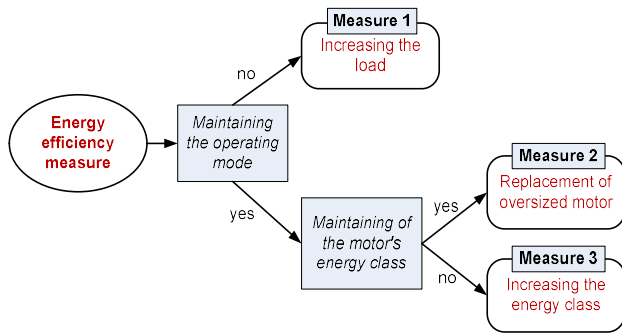 Measure 1
Increasing the
load
no
Energy
efficiency
measure
Maintaining
the operating
mode
yes
Maintaining of
the motor's
energy class
yes
Measure 2
Replacement of
oversized motor
no
Measure 3
Increasing the
energy class